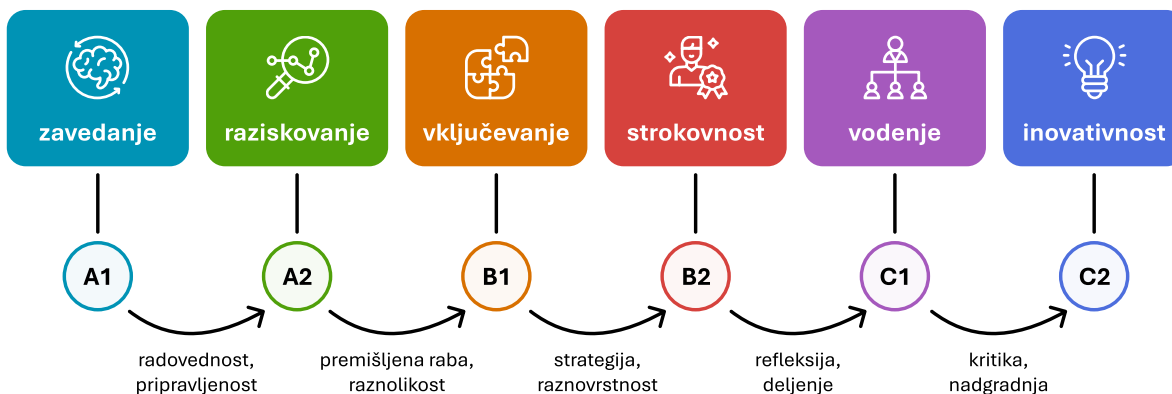 zavedanje
raziskovanje
vključevanje
strokovnost
vodenje
inovativnost
A1
A2
B1
B2
C1
C2
radovednost,
pripravljenost
premišljena raba,
raznolikost
strategija,
raznovrstnost
refleksija,
deljenje
kritika,
nadgradnja